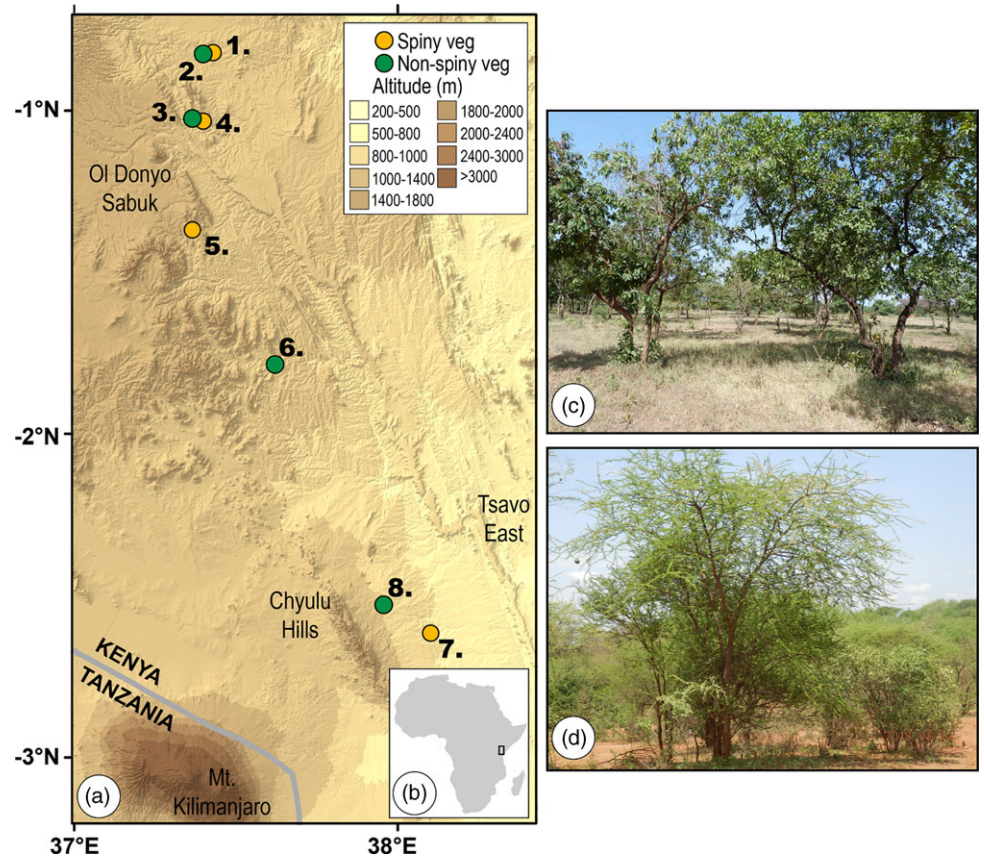 Spiny veg
Non-spiny veg
Altitude (m)
200-500
500-800
800-1000
1000-1400
1400-1800
1800-2000
2000-2400
2400-3000
>3000
1.
2.
3.
4.
-1°N
Ol Donyo
Sabuk
5.
6.
-2°N
Tsavo
East
8.
Chyulu
Hills
7.
KENYA
TANZANIA
-3°N
Mt.
Kilimanjaro
(a)
(b)
37°E
38°E
(c)
(d)